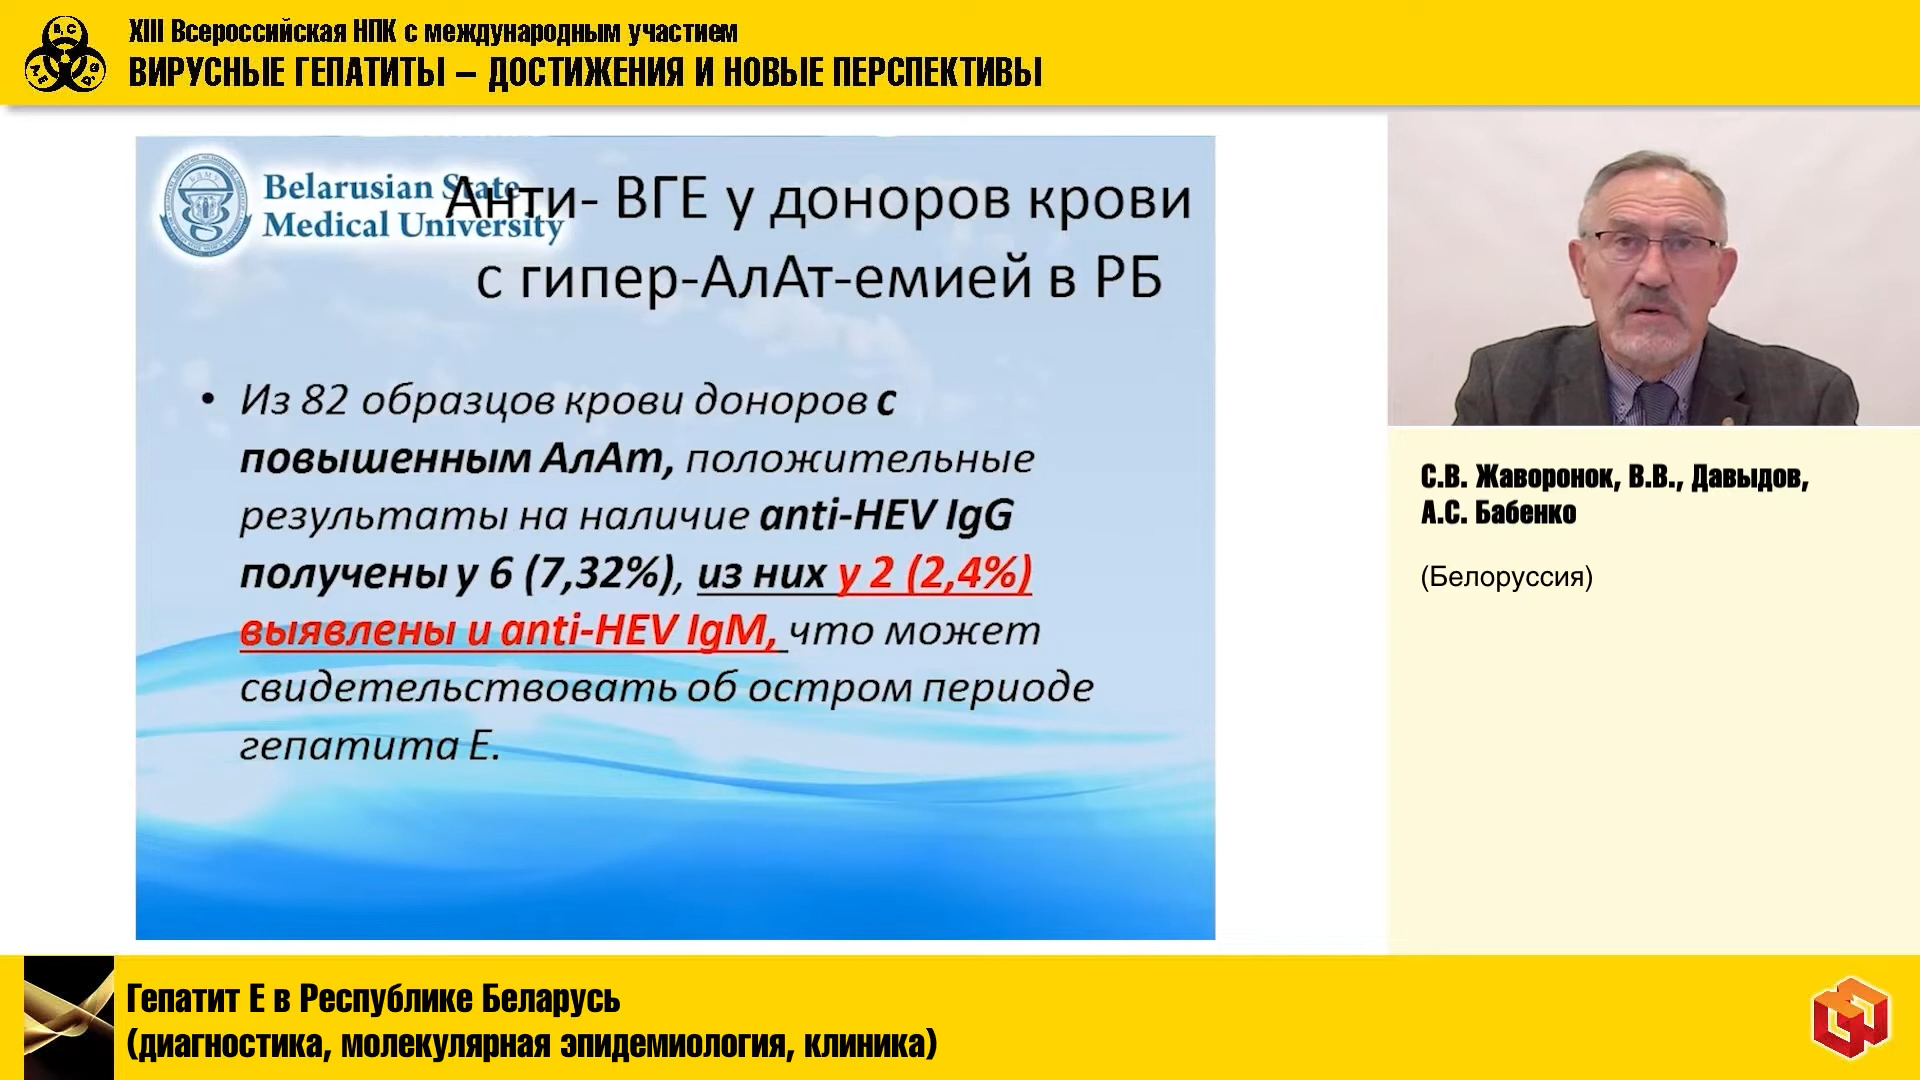 XIII Всероссийская НПК с международным участием
ВИРУСНЫЕ ГЕПАТИТЫ – ДОСТИЖЕНИЯ И НОВЫЕ ПЕРСПЕКТИВЫ
Belarusian State
Medical University
Анти- ВГЕ у доноров крови
с гипер-АлАт-емией в РБ
• Из 82 образцов крови доноров с
повышенным АлАт, положительные
результаты на наличие anti-HEV IgG
получены у 6 (7,32%), из них у 2 (2,4%)
выявлены и anti-HEV IgM, что может
свидетельствовать об остром периоде
гепатита Е.
С.В. Жаворонок, В.В., Давыдов,
А.С. Бабенко
(Белоруссия)
Гепатит Е в Республике Беларусь
(диагностика, молекулярная эпидемиология, клиника)